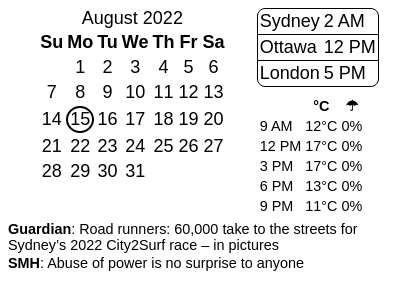 August 2022
Su Mo Tu We Th Fr Sa
1 2 3 4 5 6
7 8 9 10 11 12 13
14 15 16 17 18 19 20
21 22 23 24 25 26 27
28 29 30 31
Sydney 2 AM
Ottawa 12 PM
London 5 PM
°C ☂
9 AM 12°C 0%
12 PM 17°C 0%
3 PM 17°C 0%
6 PM 13°C 0%
9 PM 11°C 0%
Guardian: Road runners: 60,000 take to the streets for
Sydney's 2022 City2Surf race – in pictures
SMH: Abuse of power is no surprise to anyone